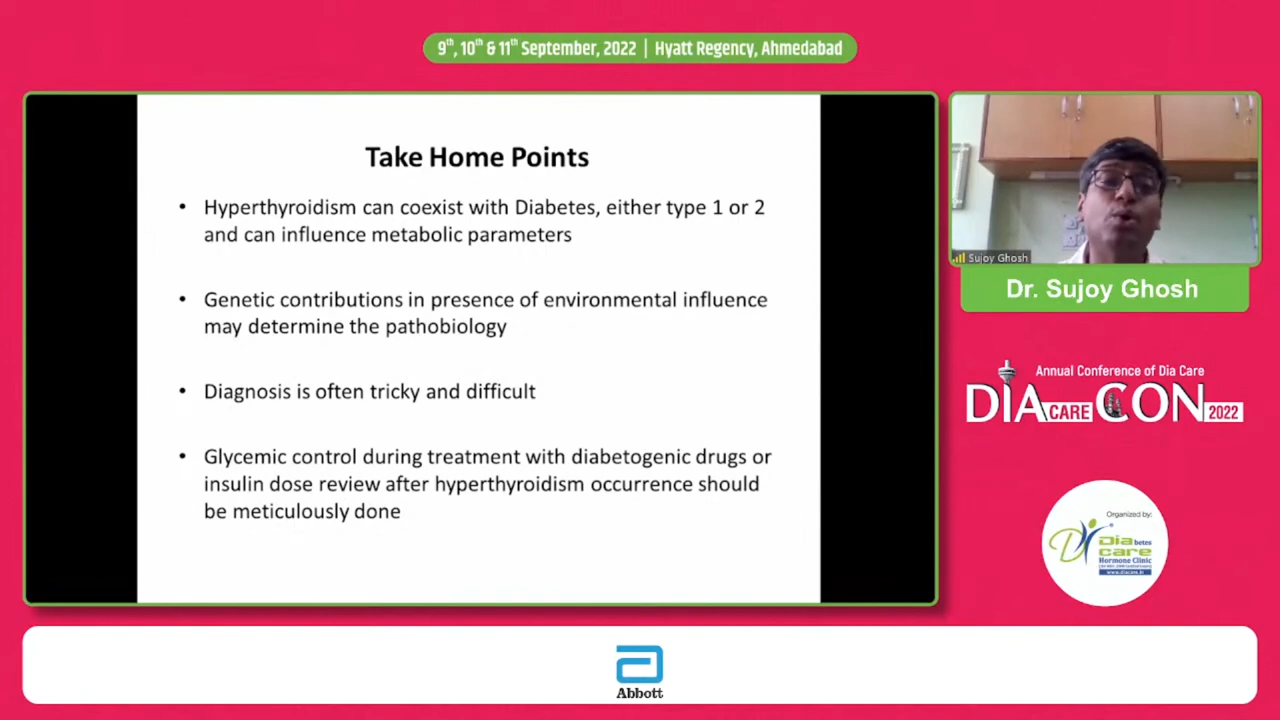 9th, 10th & 11th September, 2022 | Hyatt Regency, Ahmedabad
Take Home Points
• Hyperthyroidism can coexist with Diabetes, either type 1 or 2
and can influence metabolic parameters
• Genetic contributions in presence of environmental influence
may determine the pathobiology
• Diagnosis is often tricky and difficult
• Glycemic control during treatment with diabetogenic drugs or
insulin dose review after hyperthyroidism occurrence should
be meticulously done
Sujoy Ghosh
Dr. Sujoy Ghosh
Annual Conference of Dia Care
DIA CARE CON 2022
Organized by:
Diabetes
care
Hormone Clinic
www.diacare.in
Abbott